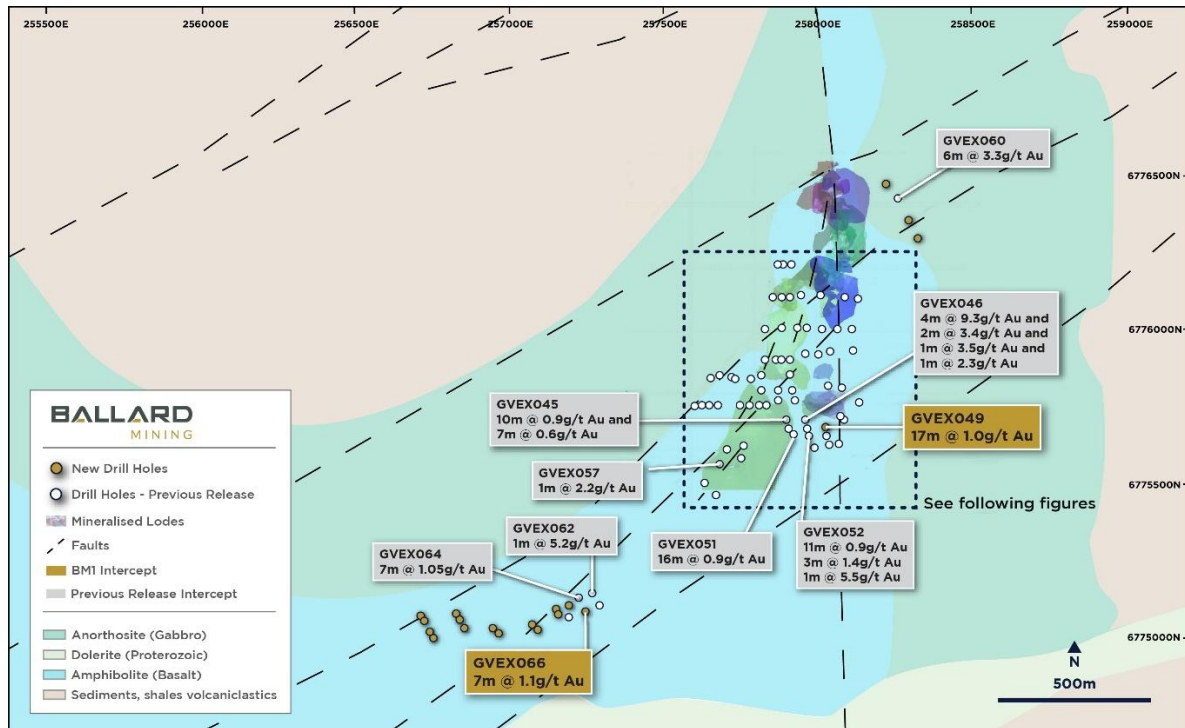 255500E 256000E 256500E 257000E 297500E 258000E 258500E 259000E
GVEX060
6m @ 3.3g/t Au
6776500N
GVEX046
4m @ 9.3g/t Au and
2m @ 3.4g/t Au and
1m @ 3.5g/t Au and
1m @ 2.3g/t Au
6776000N
GVEX045
10m @ 0.9g/t Au and
7m @ 0.6g/t Au
GVEX049
17m @ 1.0g/t Au
GVEX057
1m @ 2.2g/t Au
6775500N
See following figures
GVEX062
1m @ 5.2g/t Au
GVEX064
7m @ 1.05g/t Au
GVEX051
16m @ 0.9g/t Au
GVEX052
11m @ 0.9g/t Au
3m @ 1.4g/t Au
1m @ 5.5g/t Au
GVEX066
7m @ 1.1g/t Au
6775000N
N
500m
BALLARD
MINING
New Drill Holes
Drill Holes - Previous Release
Mineralised Lodes
Faults
BM1 Intercept
Previous Release Intercept
Anorthosite (Gabbro)
Dolerite (Proterozoic)
Amphibolite (Basalt)
Sediments, shales volcaniclastics